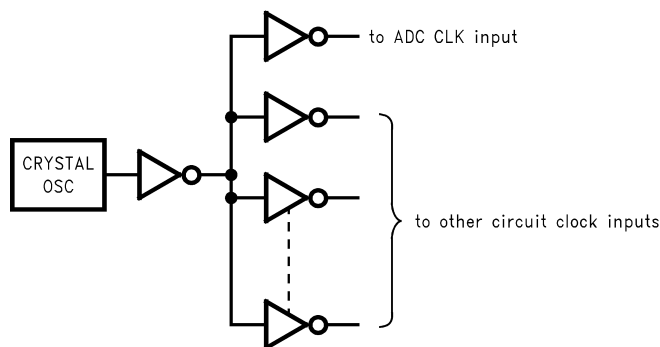 to ADC CLK input
CRYSTAL
OSC
to other circuit clock inputs